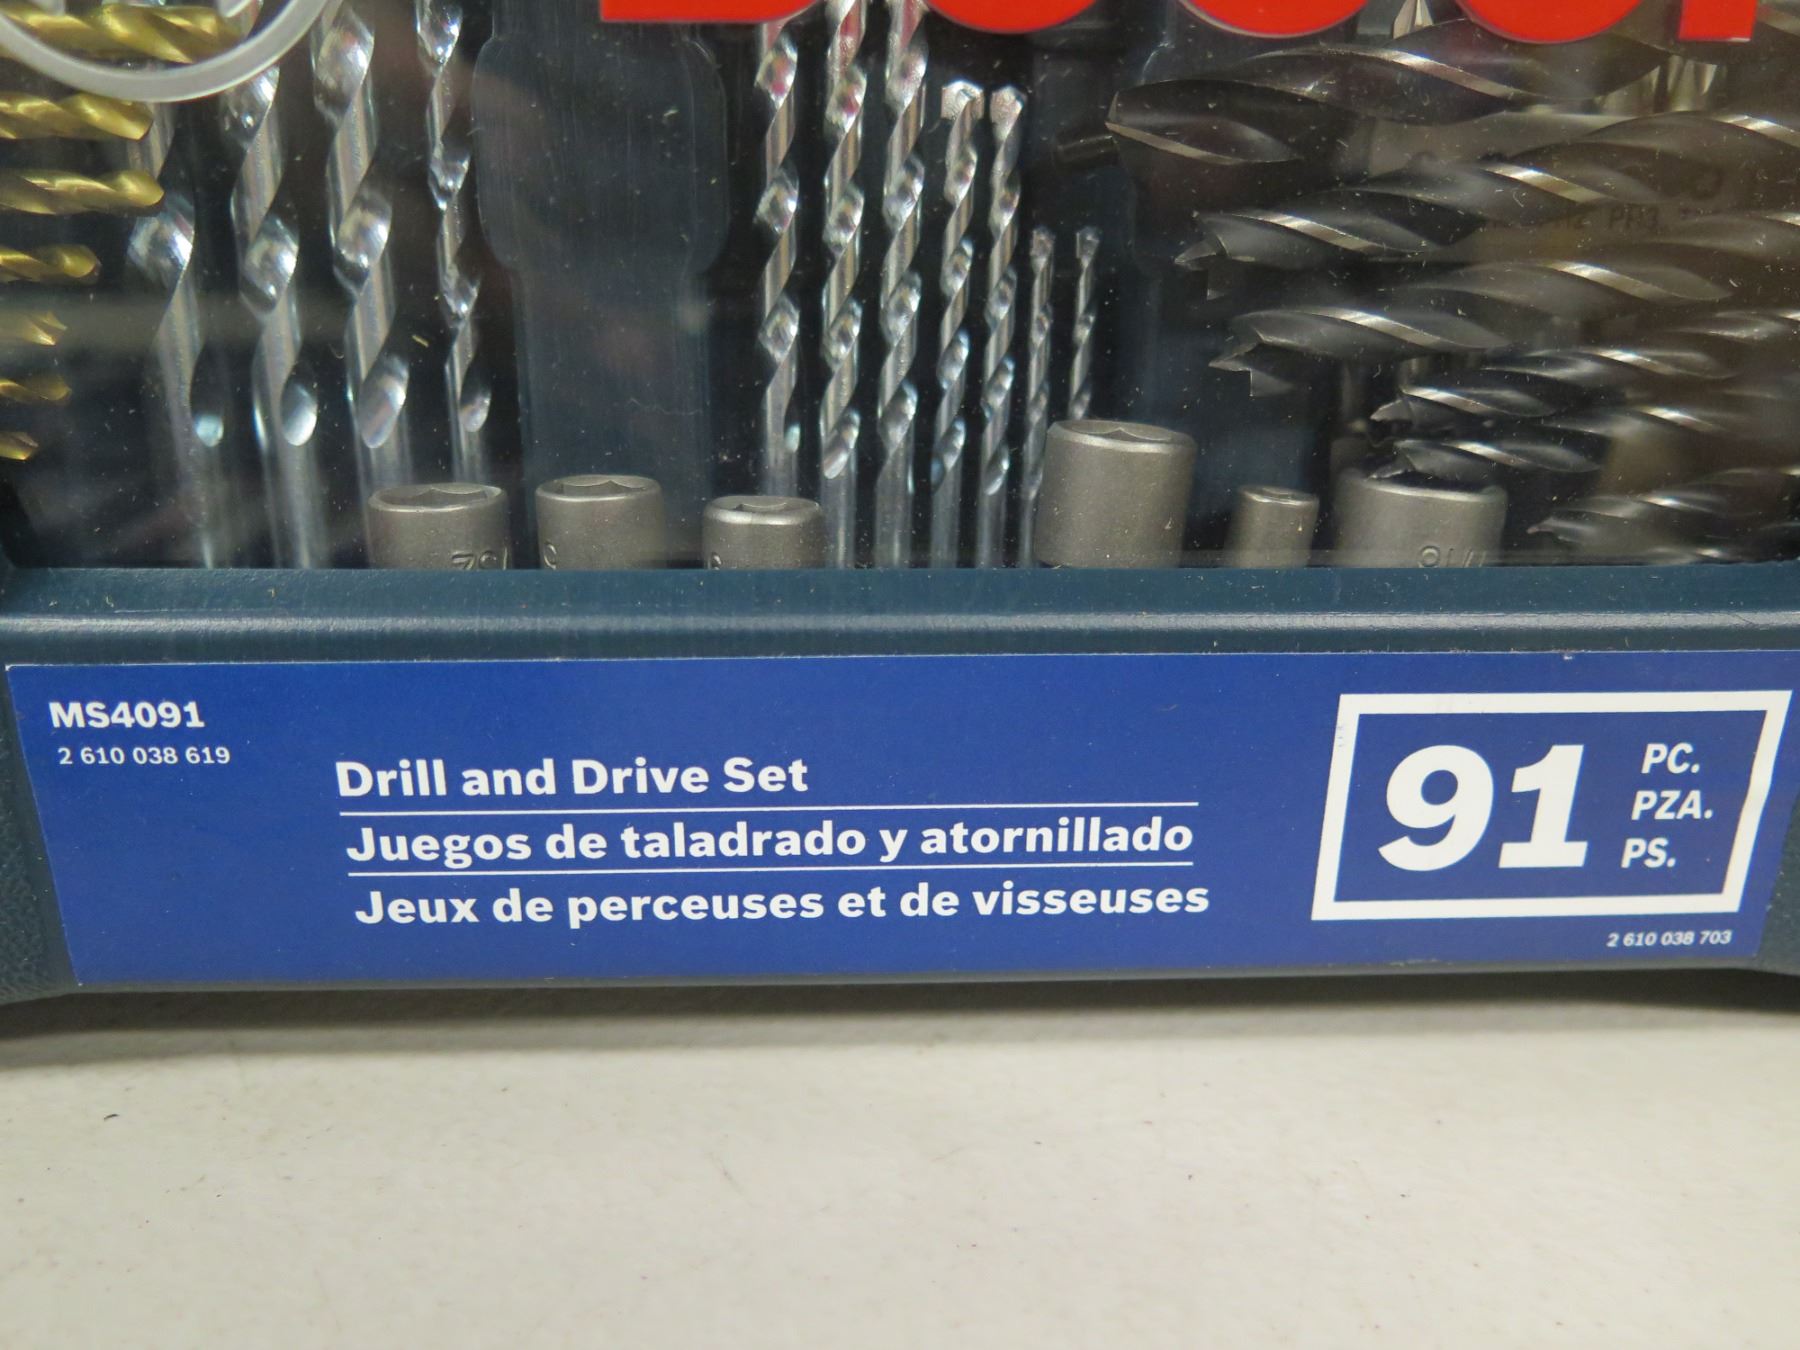 MS4091
2 610 038 619
Drill and Drive Set
Juegos de taladrado y atornillado
Jeux de perceuses et de visseuses
91
PC.
PZA.
PS.
2 610 038 703